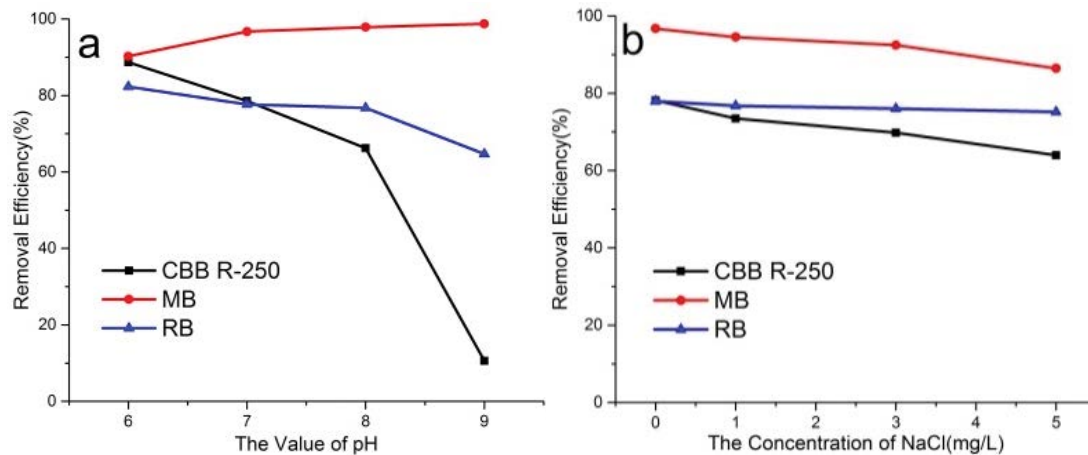 a
Removal Efficiency(%)
100
80
60
40
20
0
CBB R-250
MB
RB
6
7
8
9
The Value of pH
b
Removal Efficiency(%)
100
80
60
40
20
0
CBB R-250
MB
RB
0
1
2
3
4
5
The Concentration of NaCl(mg/L)